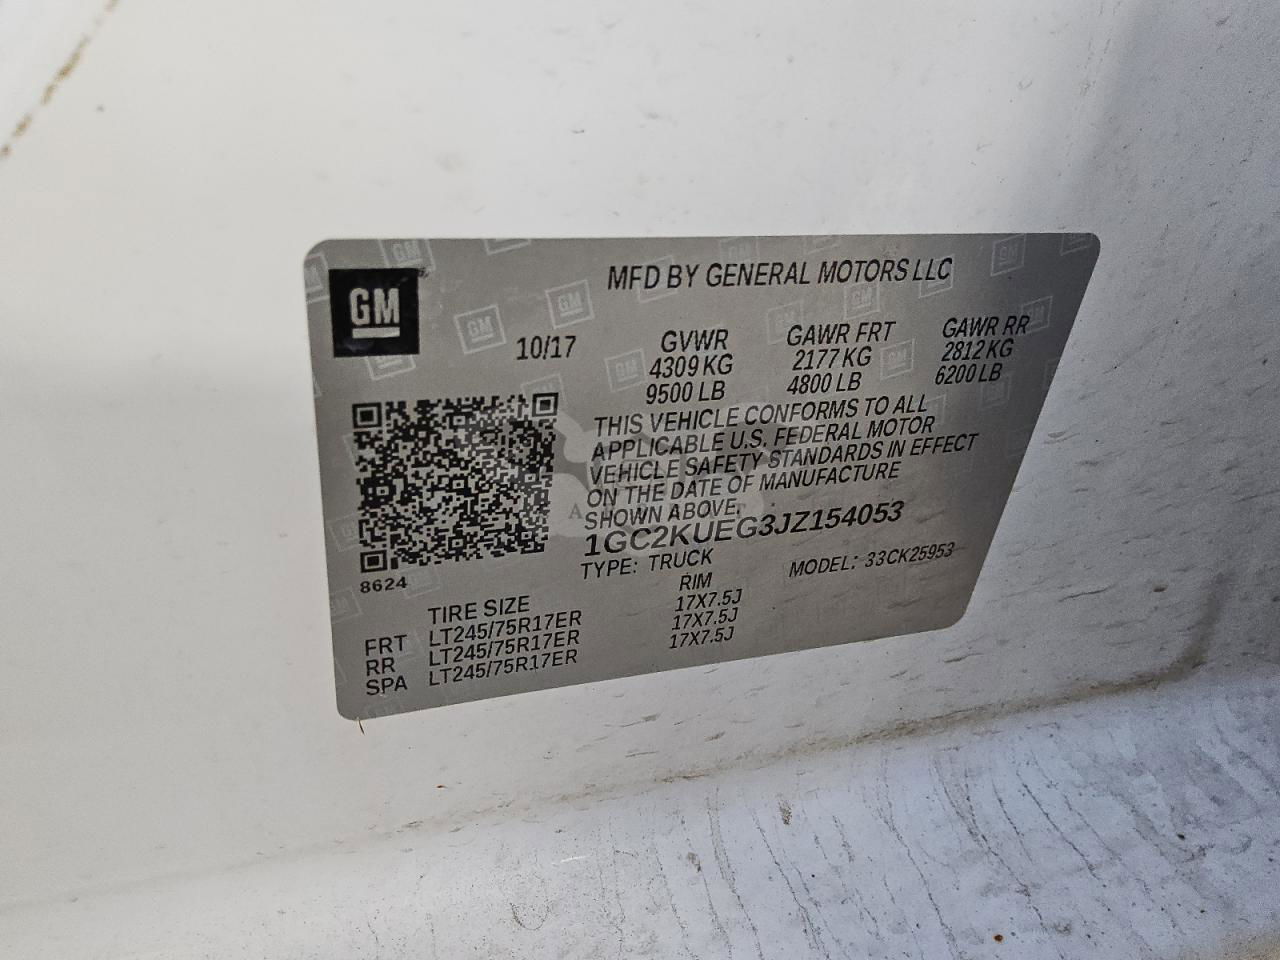 GM
MFD BY GENERAL MOTORS LLC
10/17
GVWR GAWR FRT GAWR RR
4309 KG 2177 KG 2812 KG
9500 LB 4800 LB 6200 LB
THIS VEHICLE CONFORMS TO ALL
APPLICABLE U.S. FEDERAL MOTOR
VEHICLE SAFETY STANDARDS IN EFFECT
ON THE DATE OF MANUFACTURE
SHOWN ABOVE.
1GC2KUEG3JZ154053
TYPE: TRUCK MODEL: 33CK25953
8624
TIRE SIZE RIM
FRT LT245/75R17ER 17X7.5J
RR LT245/75R17ER 17X7.5J
SPA LT245/75R17ER 17X7.5J